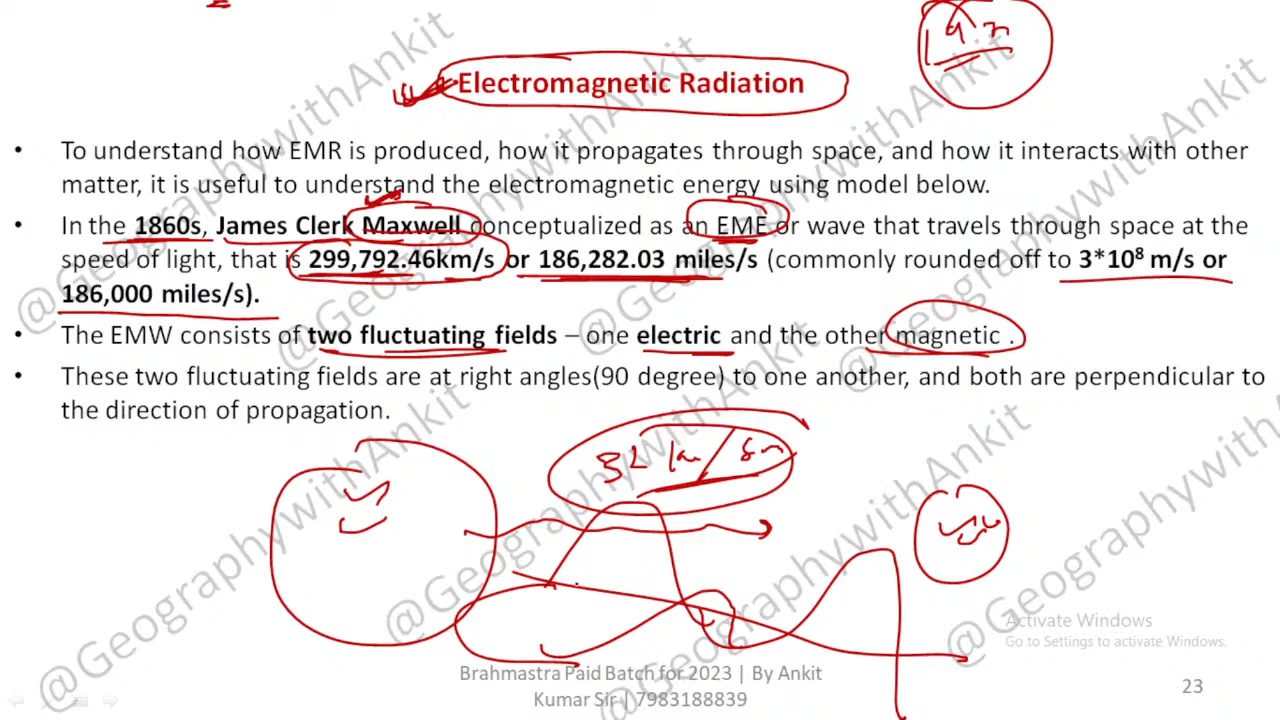 Electromagnetic Radiation
• To understand how EMR is produced, how it propagates through space, and how it interacts with other
matter, it is useful to understand the electromagnetic energy using model below.
• In the 1860s, James Clerk Maxwell conceptualized as an EME or wave that travels through space at the
speed of light, that is 299,792.46km/s or 186,282.03 miles/s (commonly rounded off to 3*10⁸ m/s or
186,000 miles/s).
• The EMW consists of two fluctuating fields – one electric and the other magnetic .
• These two fluctuating fields are at right angles(90 degree) to one another, and both are perpendicular to
the direction of propagation.
Activate Windows
Go to Settings to activate Windows.
Brahmastra Paid Batch for 2023 | By Ankit
Kumar Sir | 7983188839
23
@GeographywithAnkit
@GeographywithAnkit
@GeographywithAnkit
@GeographywithAnkit
@GeographywithAnkit
@GeographywithAnkit